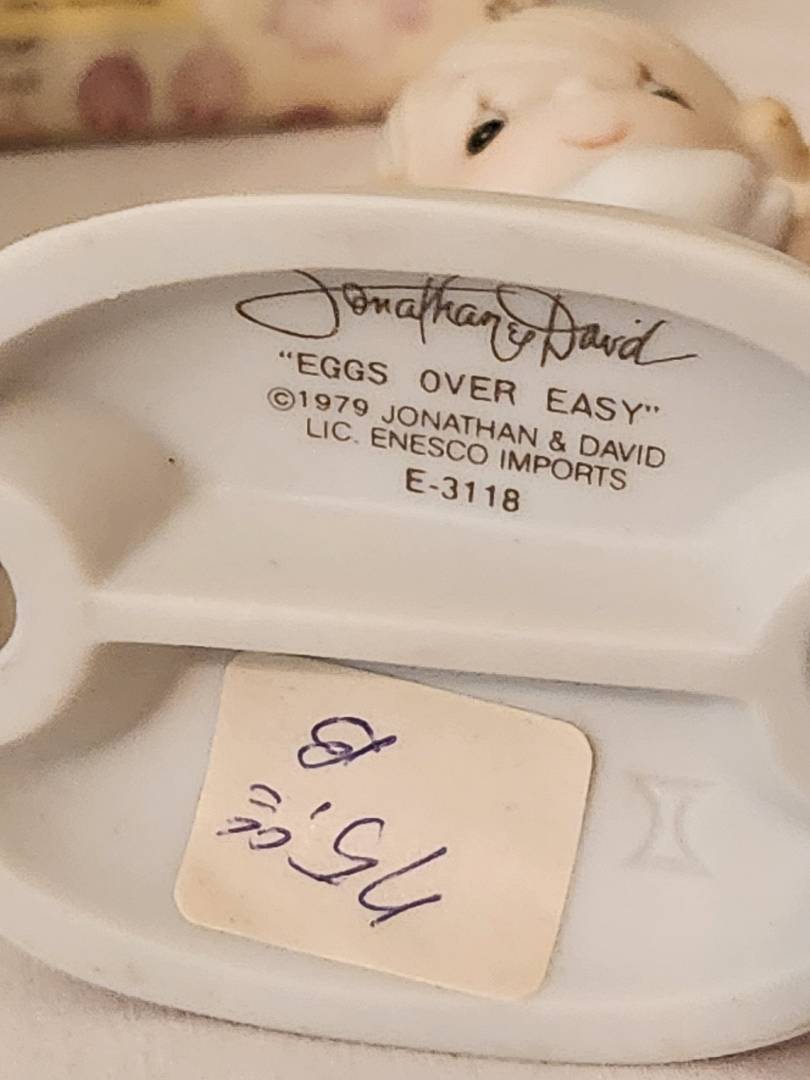 Jonathan & David
"EGGS OVER EASY"
©1979 JONATHAN & DAVID
LIC. ENESCO IMPORTS
E-3118